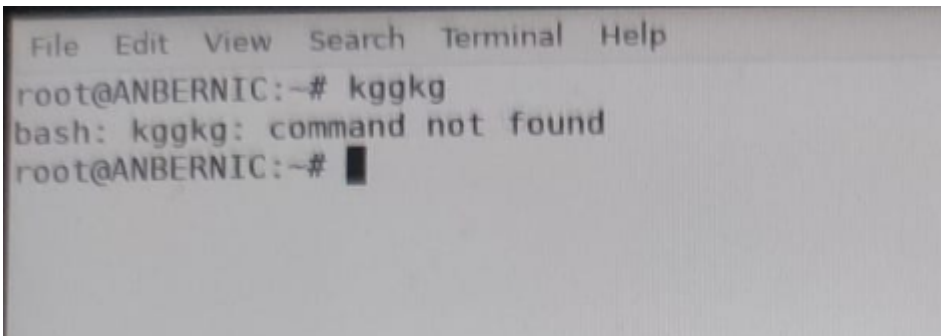 File Edit View Search Terminal Help
root@ANBERNIC:~# kggkg
bash: kggkg: command not found
root@ANBERNIC:~#